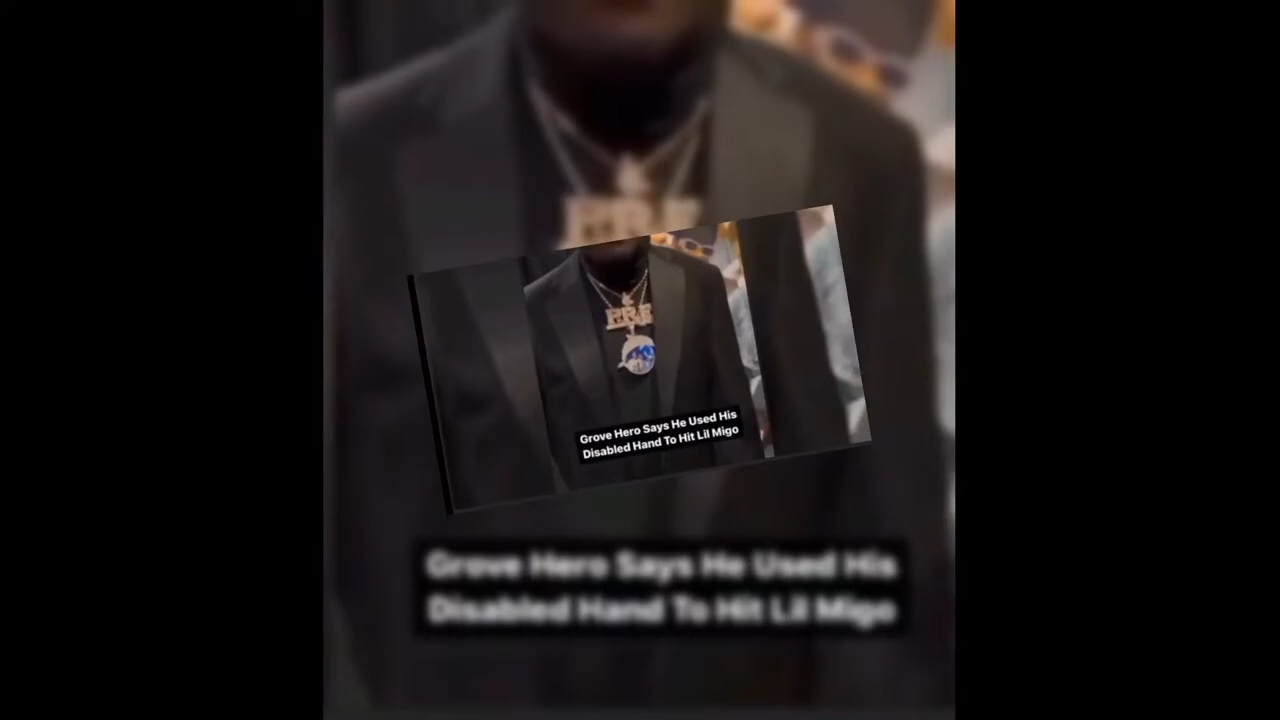 PRE
Grove Hero Says He Used His
Disabled Hand To Hit Lil Migo
Grove Hero Says He Used His
Disabled Hand To Hit Lil Migo